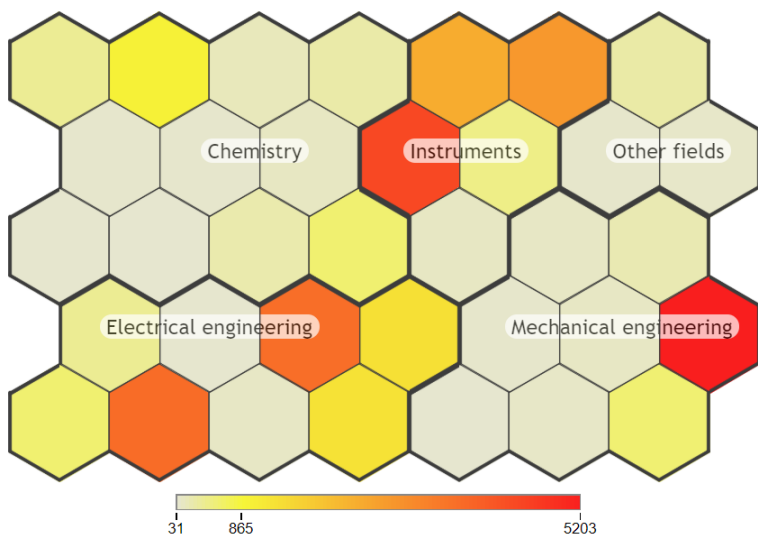 Chemistry
Instruments
Other fields
Electrical engineering
Mechanical engineering
31 865 5203